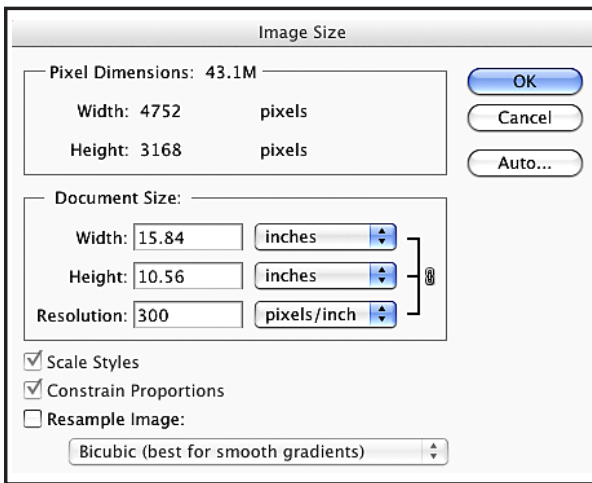 Image Size
Pixel Dimensions: 43.1M
Width: 4752 pixels
Height: 3168 pixels
OK
Cancel
Auto...
Document Size:
Width: 15.84 inches
Height: 10.56 inches
Resolution: 300 pixels/inch
Scale Styles
Constrain Proportions
Resample Image:
Bicubic (best for smooth gradients)